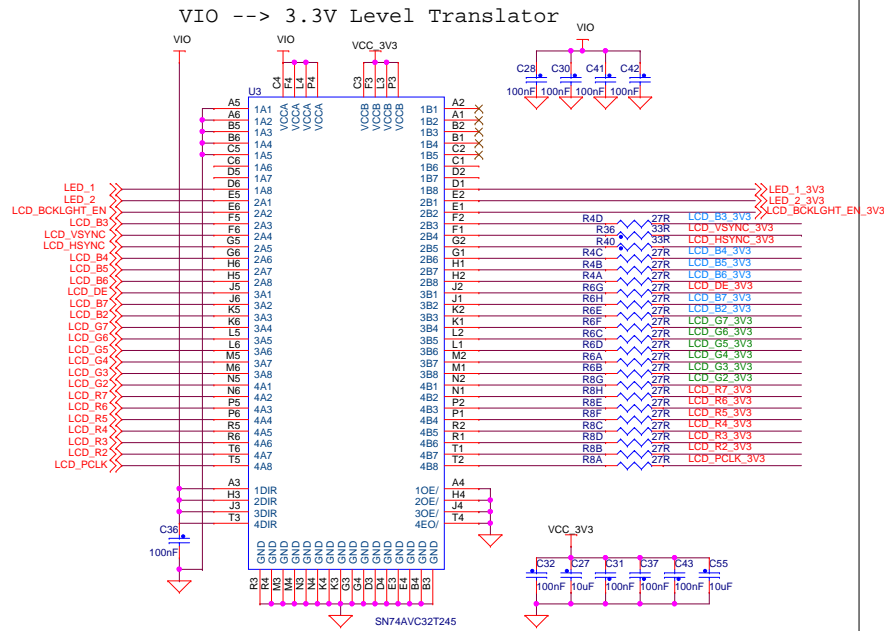 VIO --> 3.3V Level Translator
VIO VIO VCC_3V3 VIO
C4 F4 L4 P4 C3 F3 L3 P3
C28 C30 C41 C42
100nF 100nF 100nF 100nF
U3
VCCA VCCA VCCA VCCA VCCB VCCB VCCB VCCB
A5 1A1 1B1 A2
A6 1A2 1B2 A1
B5 1A3 1B3 B2
B6 1A4 1B4 B1
C5 1A5 1B5 C2
C6 1A6 1B6 C1
D5 1A7 1B7 D2
LED_1 D6 1A8 1B8 D1 LED_1_3V3
LED_2 E5 2A1 2B1 E2 LED_2_3V3
LCD_BCKLGHT_EN E6 2A2 2B2 E1 LCD_BCKLGHT_EN_3V3
LCD_B3 F5 2A3 2B3 F2 R4D 27R LCD_B3_3V3
LCD_VSYNC F6 2A4 2B4 F1 R36 33R LCD_VSYNC_3V3
LCD_HSYNC G5 2A5 2B5 G2 R40 33R LCD_HSYNC_3V3
LCD_B4 G6 2A6 2B6 G1 R4C 27R LCD_B4_3V3
LCD_B5 H6 2A7 2B7 H1 R4B 27R LCD_B5_3V3
LCD_B6 H5 2A8 2B8 H2 R4A 27R LCD_B6_3V3
LCD_DE J5 3A1 3B1 J2 R6G 27R LCD_DE_3V3
LCD_B7 J6 3A2 3B2 J1 R6H 27R LCD_B7_3V3
LCD_B2 K5 3A3 3B3 K2 R6E 27R LCD_B2_3V3
LCD_G7 K6 3A4 3B4 K1 R6F 27R LCD_G7_3V3
LCD_G6 L5 3A5 3B5 L2 R6C 27R LCD_G6_3V3
LCD_G5 L6 3A6 3B6 L1 R6D 27R LCD_G5_3V3
LCD_G4 M5 3A7 3B7 M2 R6A 27R LCD_G4_3V3
LCD_G3 M6 3A8 3B8 M1 R6B 27R LCD_G3_3V3
LCD_G2 N5 4A1 4B1 N2 R8G 27R LCD_G2_3V3
LCD_R7 N6 4A2 4B2 N1 R8H 27R LCD_R7_3V3
LCD_R6 P5 4A3 4B3 P2 R8E 27R LCD_R6_3V3
LCD_R5 P6 4A4 4B4 P1 R8F 27R LCD_R5_3V3
LCD_R4 R5 4A5 4B5 R2 R8C 27R LCD_R4_3V3
LCD_R3 R6 4A6 4B6 R1 R8D 27R LCD_R3_3V3
LCD_R2 T6 4A7 4B7 T1 R8B 27R LCD_R2_3V3
LCD_PCLK T5 4A8 4B8 T2 R8A 27R LCD_PCLK_3V3
A3 1DIR 1OE/ A4
H3 2DIR 2OE/ H4
J3 3DIR 3OE/ J4
T3 4DIR 4EO/ T4
C36
100nF
VCC_3V3
GND GND GND GND GND GND GND GND GND GND GND GND GND GND GND GND
R3 R4 M3 M4 N3 N4 K4 K3 G3 G4 D3 D4 E3 E4 B4 B3
C32 C27 C31 C37 C43 C55
100nF 10uF 100nF 100nF 100nF 10uF
SN74AVC32T245